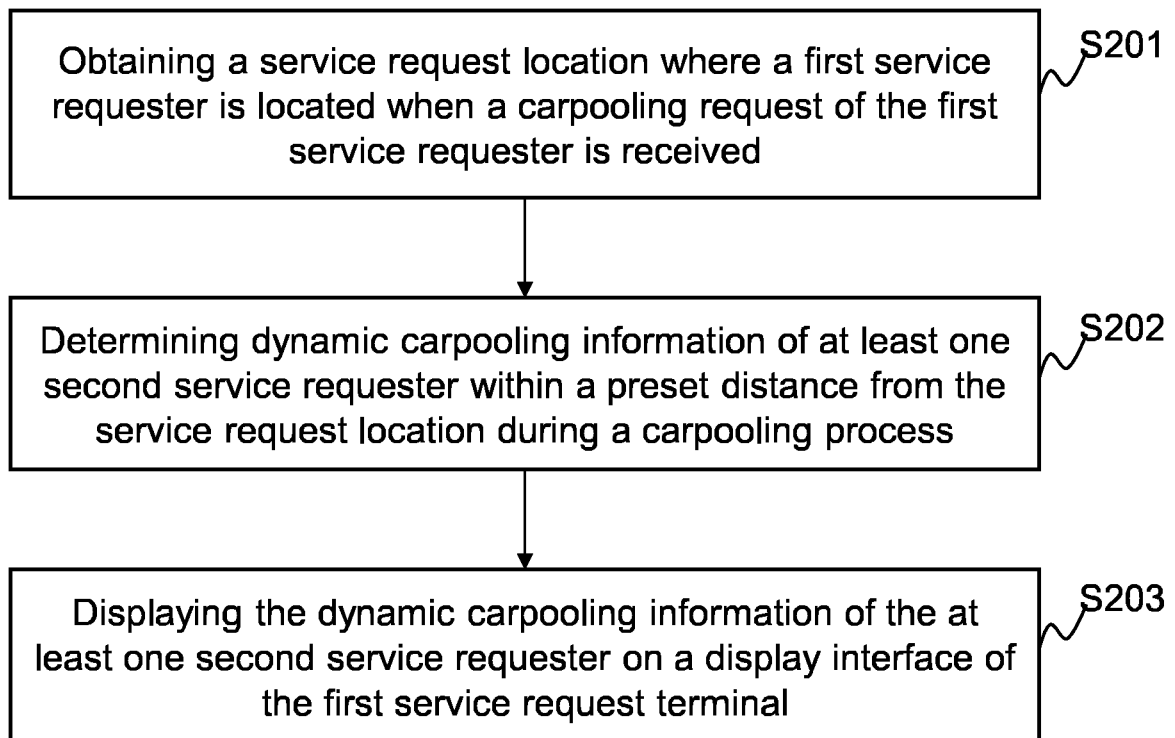 Obtaining a service request location where a first service
requester is located when a carpooling request of the first
service requester is received
S201
Determining dynamic carpooling information of at least one
second service requester within a preset distance from the
service request location during a carpooling process
S202
Displaying the dynamic carpooling information of the at
least one second service requester on a display interface of
the first service request terminal
S203